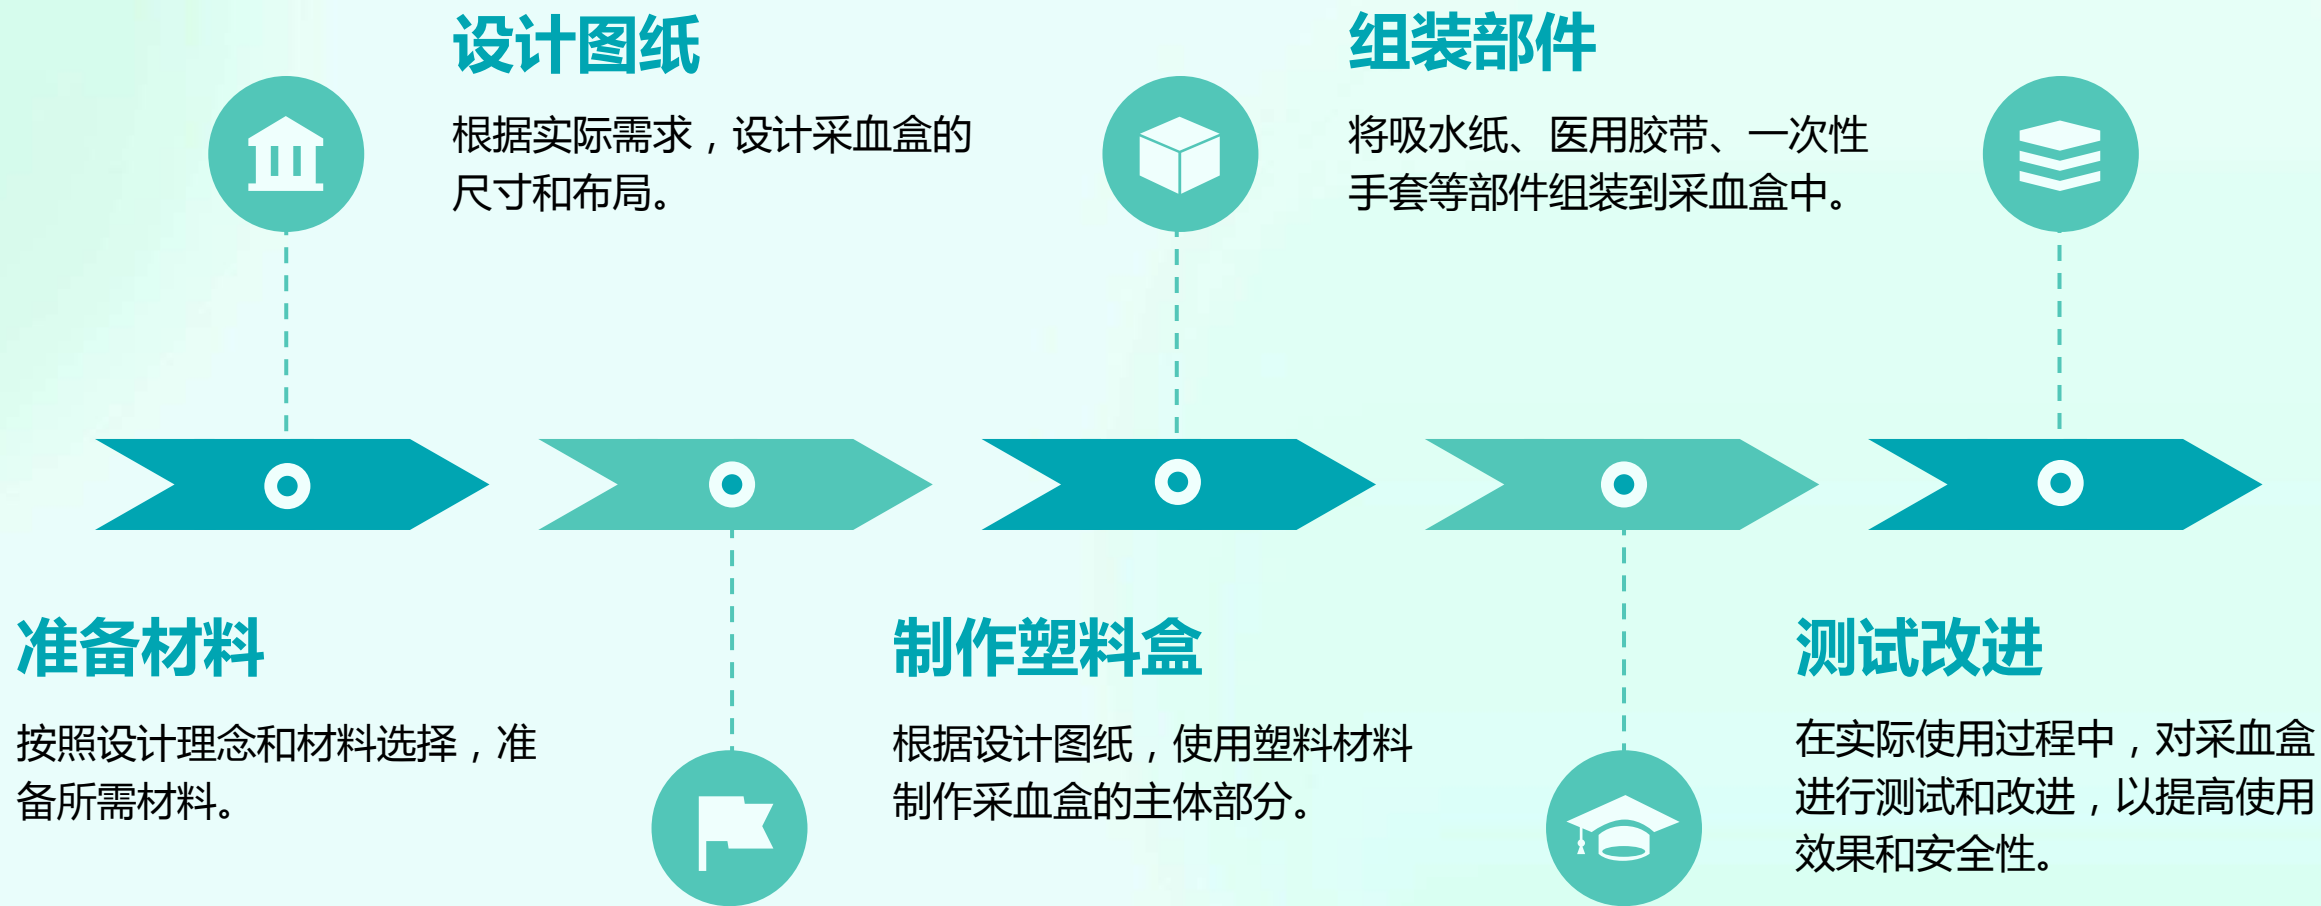 准备材料
按照设计理念和材料选择，准
备所需材料。
设计图纸
根据实际需求，设计采血盒的
尺寸和布局。
制作塑料盒
根据设计图纸，使用塑料材料
制作采血盒的主体部分。
组装部件
将吸水纸、医用胶带、一次性
手套等部件组装到采血盒中。
测试改进
在实际使用过程中，对采血盒
进行测试和改进，以提高使用
效果和安全性。